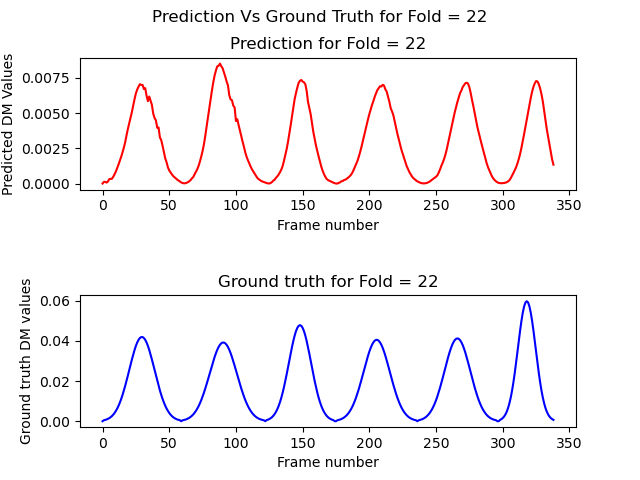 Prediction Vs Ground Truth for Fold = 22
Prediction for Fold = 22
Predicted DM Values
0.0075
0.0050
0.0025
0.0000
0 50 100 150 200 250 300 350
Frame number
Ground truth for Fold = 22
Ground truth DM values
0.06
0.04
0.02
0.00
0 50 100 150 200 250 300 350
Frame number